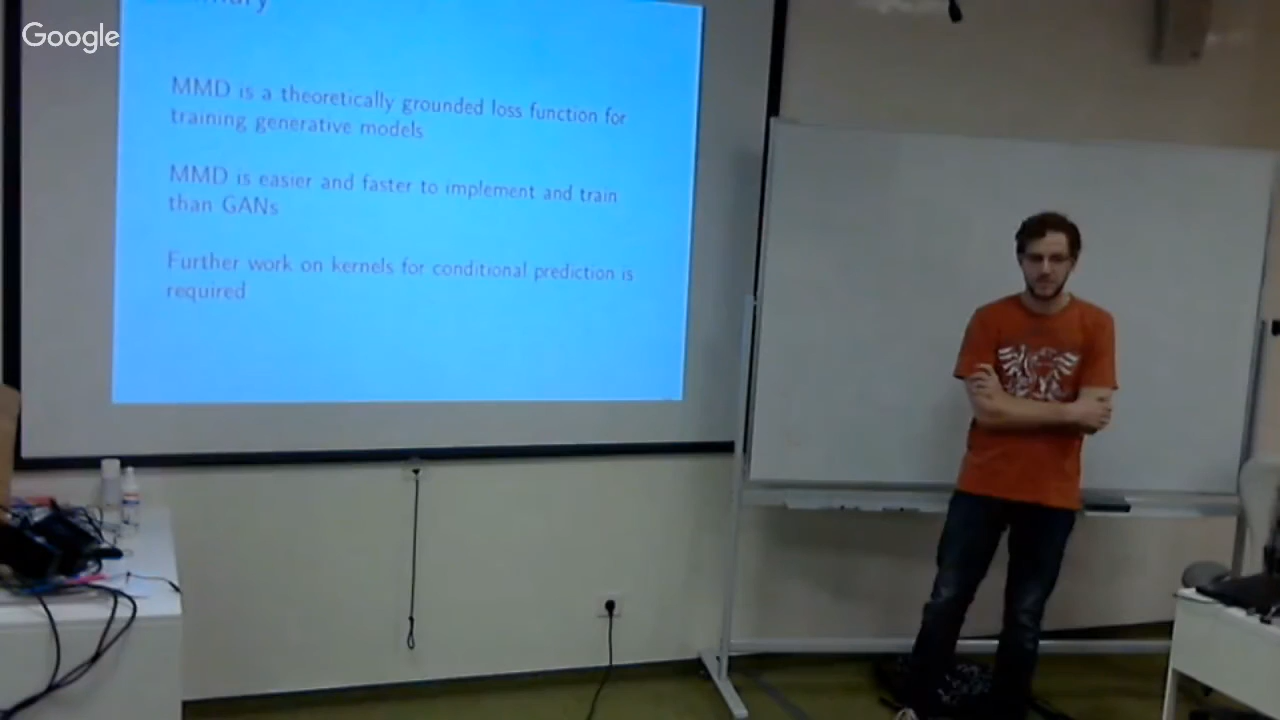 Google
MMD is a theoretically grounded loss function for
training generative models
MMD is easier and faster to implement and train
than GANs
Further work on kernels for conditional prediction is
required